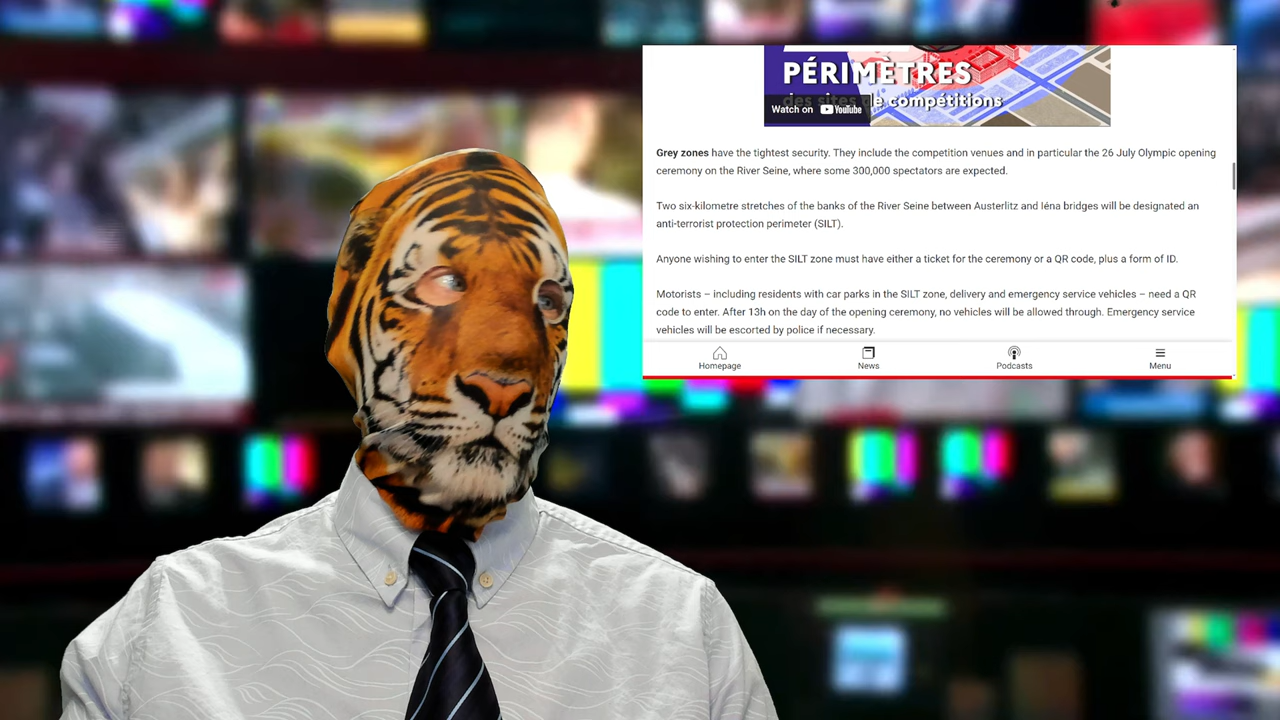 PÉRIMÈTRES
des sites de compétitions
Watch on YouTube
Grey zones have the tightest security. They include the competition venues and in particular the 26 July Olympic opening
ceremony on the River Seine, where some 300,000 spectators are expected.
Two six-kilometre stretches of the banks of the River Seine between Austerlitz and Iéna bridges will be designated an
anti-terrorist protection perimeter (SILT).
Anyone wishing to enter the SILT zone must have either a ticket for the ceremony or a QR code, plus a form of ID.
Motorists – including residents with car parks in the SILT zone, delivery and emergency service vehicles – need a QR
code to enter. After 13h on the day of the opening ceremony, no vehicles will be allowed through. Emergency service
vehicles will be escorted by police if necessary.
Homepage News Podcasts Menu